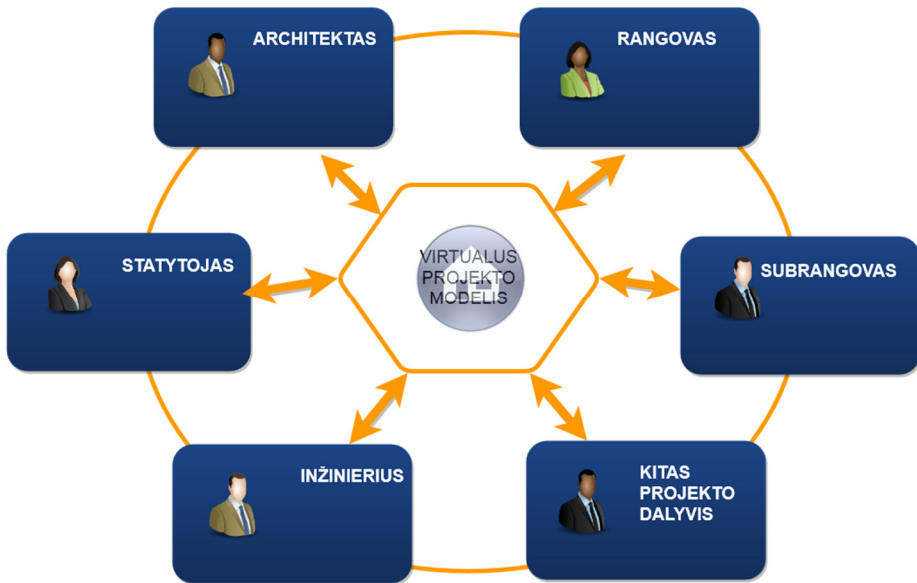 ARCHITEKTAS
RANGOVAS
STATYTOJAS
VIRTUALUS
PROJEKTO
MODELIS
SUBRANGOVAS
INŽINIERIUS
KITAS
PROJEKTO
DALYVIS